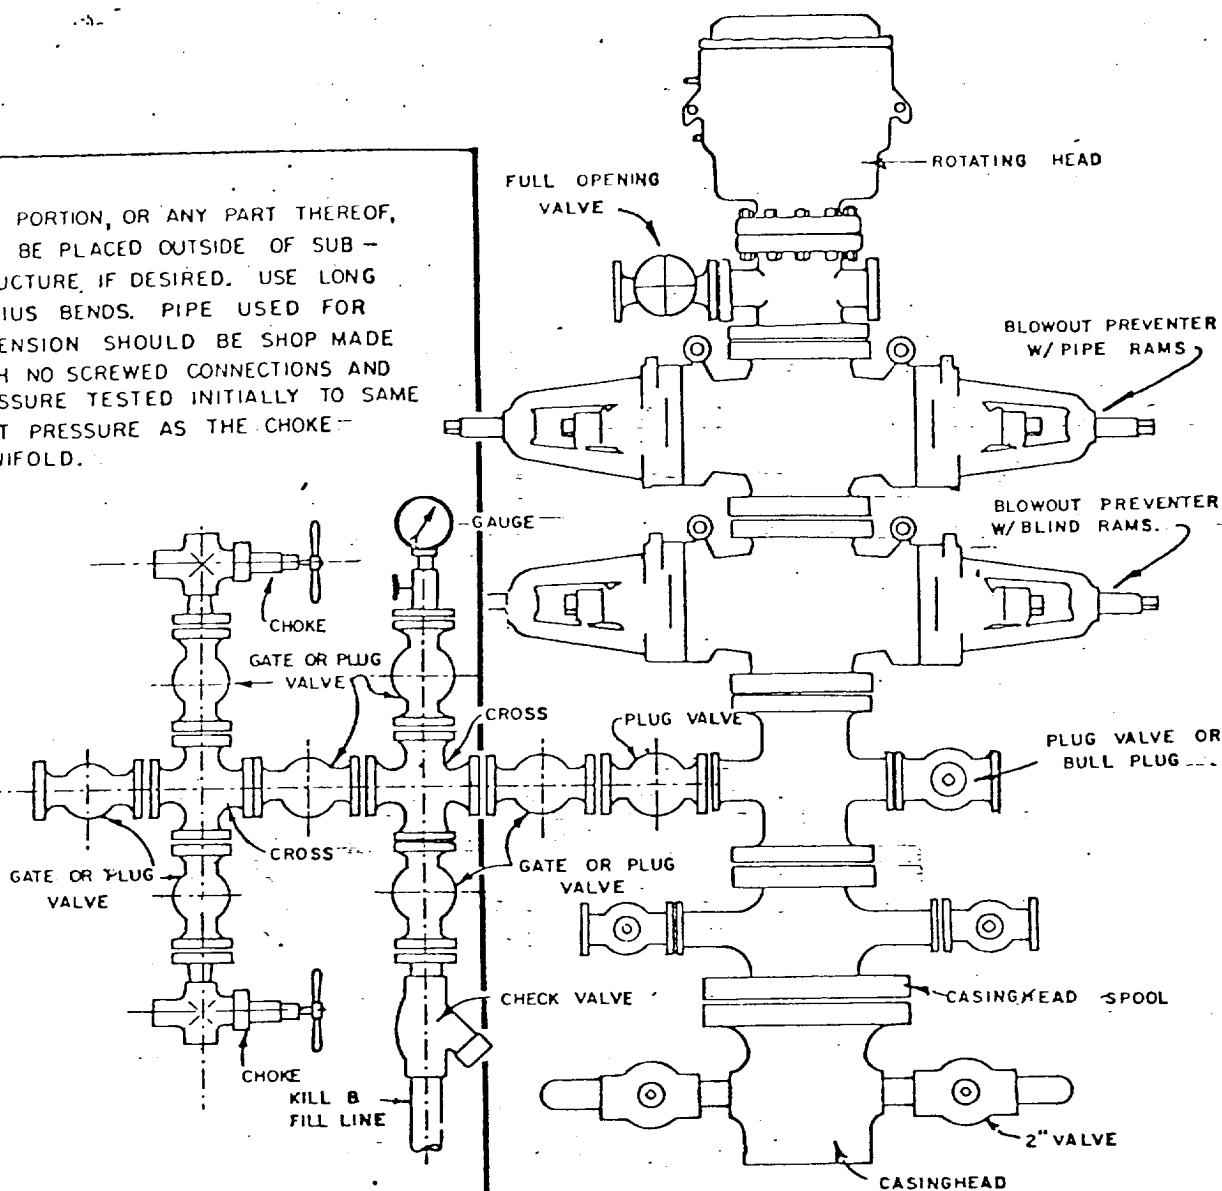 PORTION, OR ANY PART THEREOF,
BE PLACED OUTSIDE OF SUB-
UCTURE IF DESIRED. USE LONG
IUS BENDS. PIPE USED FOR
ENSION SHOULD BE SHOP MADE
H NO SCREWED CONNECTIONS AND
SSURE TESTED INITIALLY TO SAME
T PRESSURE AS THE CHOKE
NIFOLD.
ROTATING HEAD
FULL OPENING
VALVE
BLOWOUT PREVENTER
W/ PIPE RAMS
BLOWOUT PREVENTER
W/ BLIND RAMS.
GAUGE
CHOKE
GATE OR PLUG
VALVE
CROSS
PLUG VALVE
PLUG VALVE OR
BULL PLUG
CROSS
GATE OR PLUG
VALVE
GATE OR PLUG
VALVE
CHECK VALVE
CASINGHEAD SPOOL
CHOKE
KILL &
FILL LINE
2" VALVE
CASINGHEAD